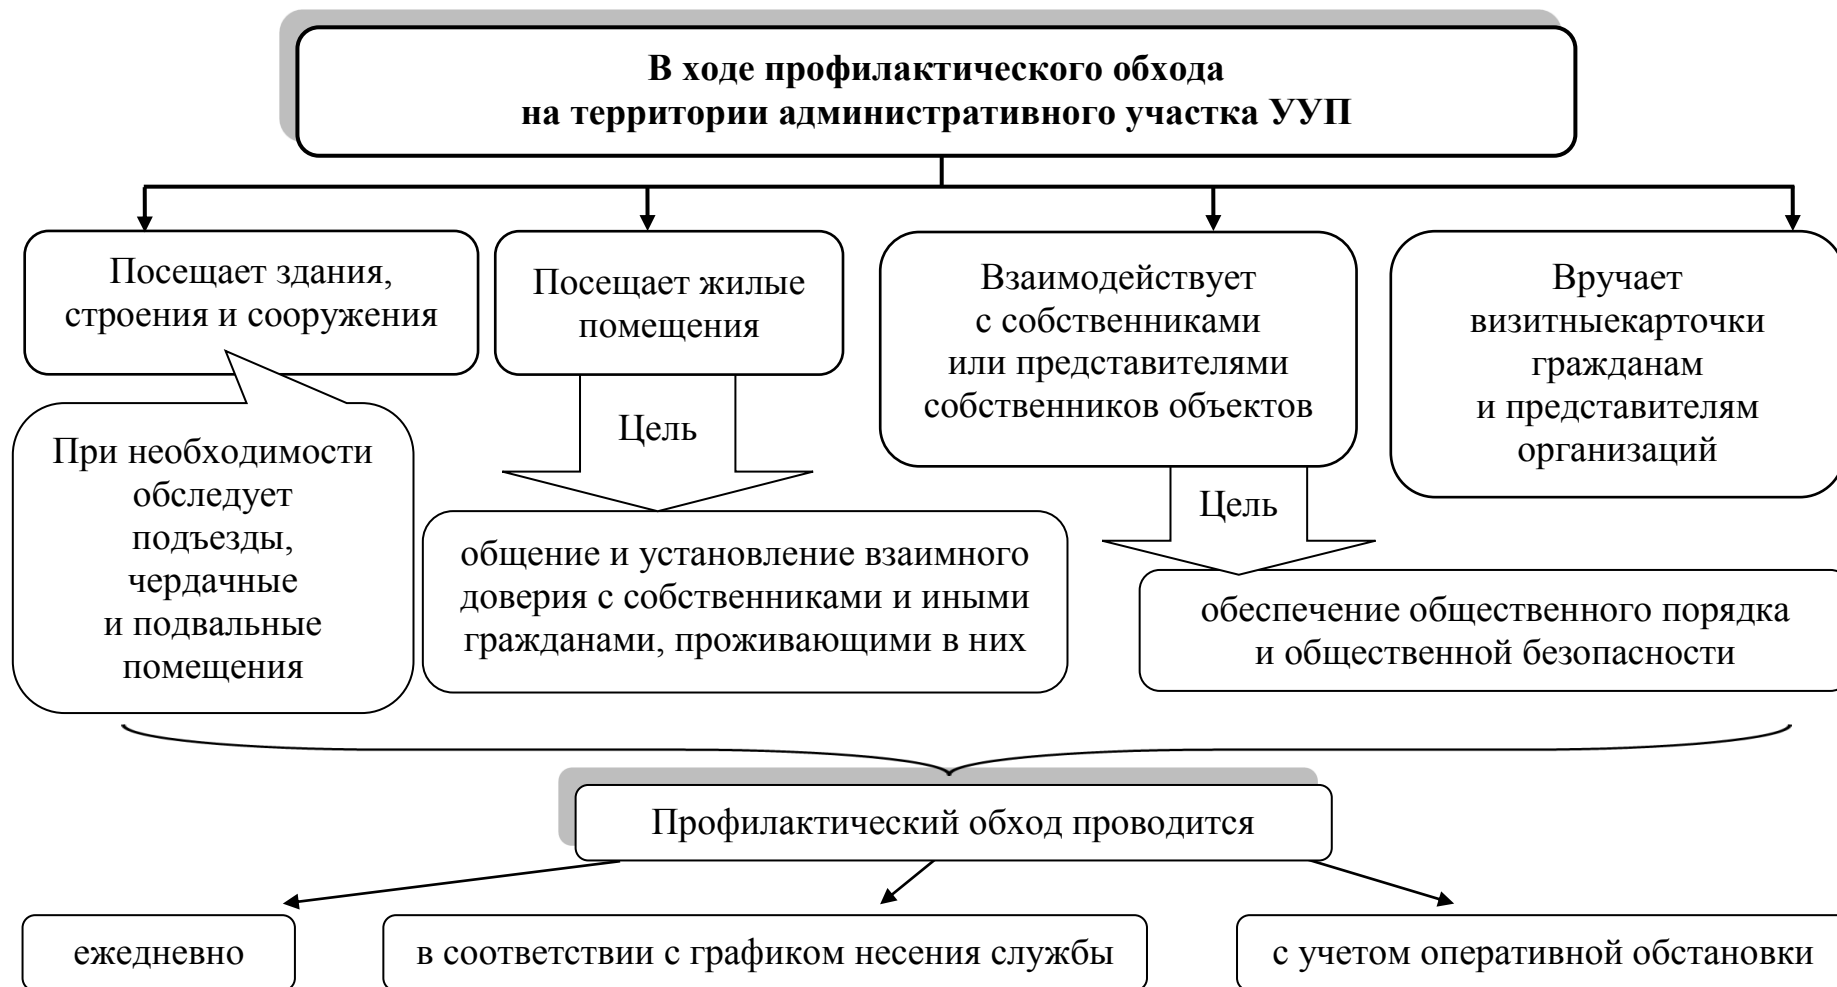 В ходе профилактического обхода
на территории административного участка УУП
Посещает здания,
строения и сооружения
Посещает жилые
помещения
Взаимодействует
с собственниками
или представителями
собственников объектов
Вручает
визитныекарточки
гражданам
и представителям
организаций
При необходимости
обследует
подъезды,
чердачные
и подвальные
помещения
Цель
общение и установление взаимного
доверия с собственниками и иными
гражданами, проживающими в них
Цель
обеспечение общественного порядка
и общественной безопасности
Профилактический обход проводится
ежедневно
в соответствии с графиком несения службы
с учетом оперативной обстановки